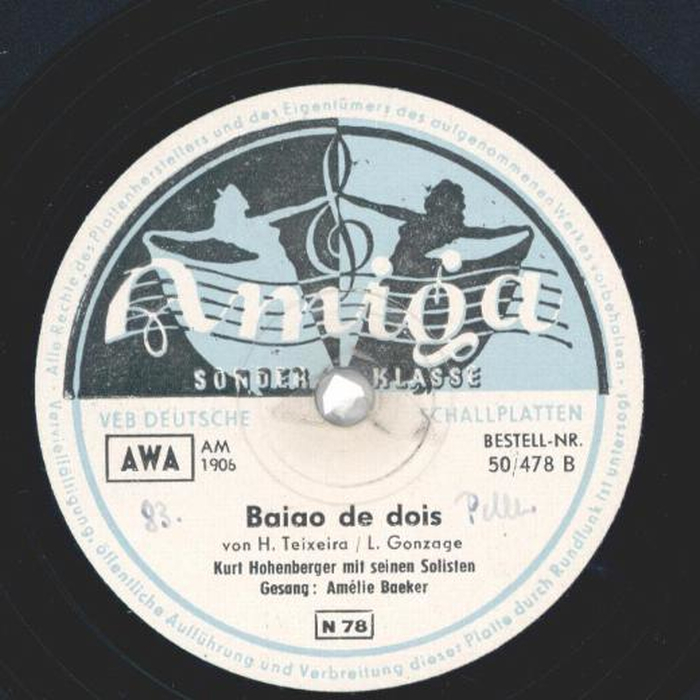 Vervielfältigung, öffentliche Aufführung und Verbreitung dieser Platte durch Rundfunk ist untersagt - Alle Rechte des Plattenherstellers und des Eigentümers des aufgenommenen Werkes vorbehalten -
Amiga
SONDER KLASSE
VEB DEUTSCHE SCHALLPLATTEN
AWA AM 1906
BESTELL-NR.
50/478 B
83.
Baiao de dois
von H. Teixeira / L. Gonzage
Kurt Hohenberger mit seinen Solisten
Gesang: Amélie Baeker
N 78